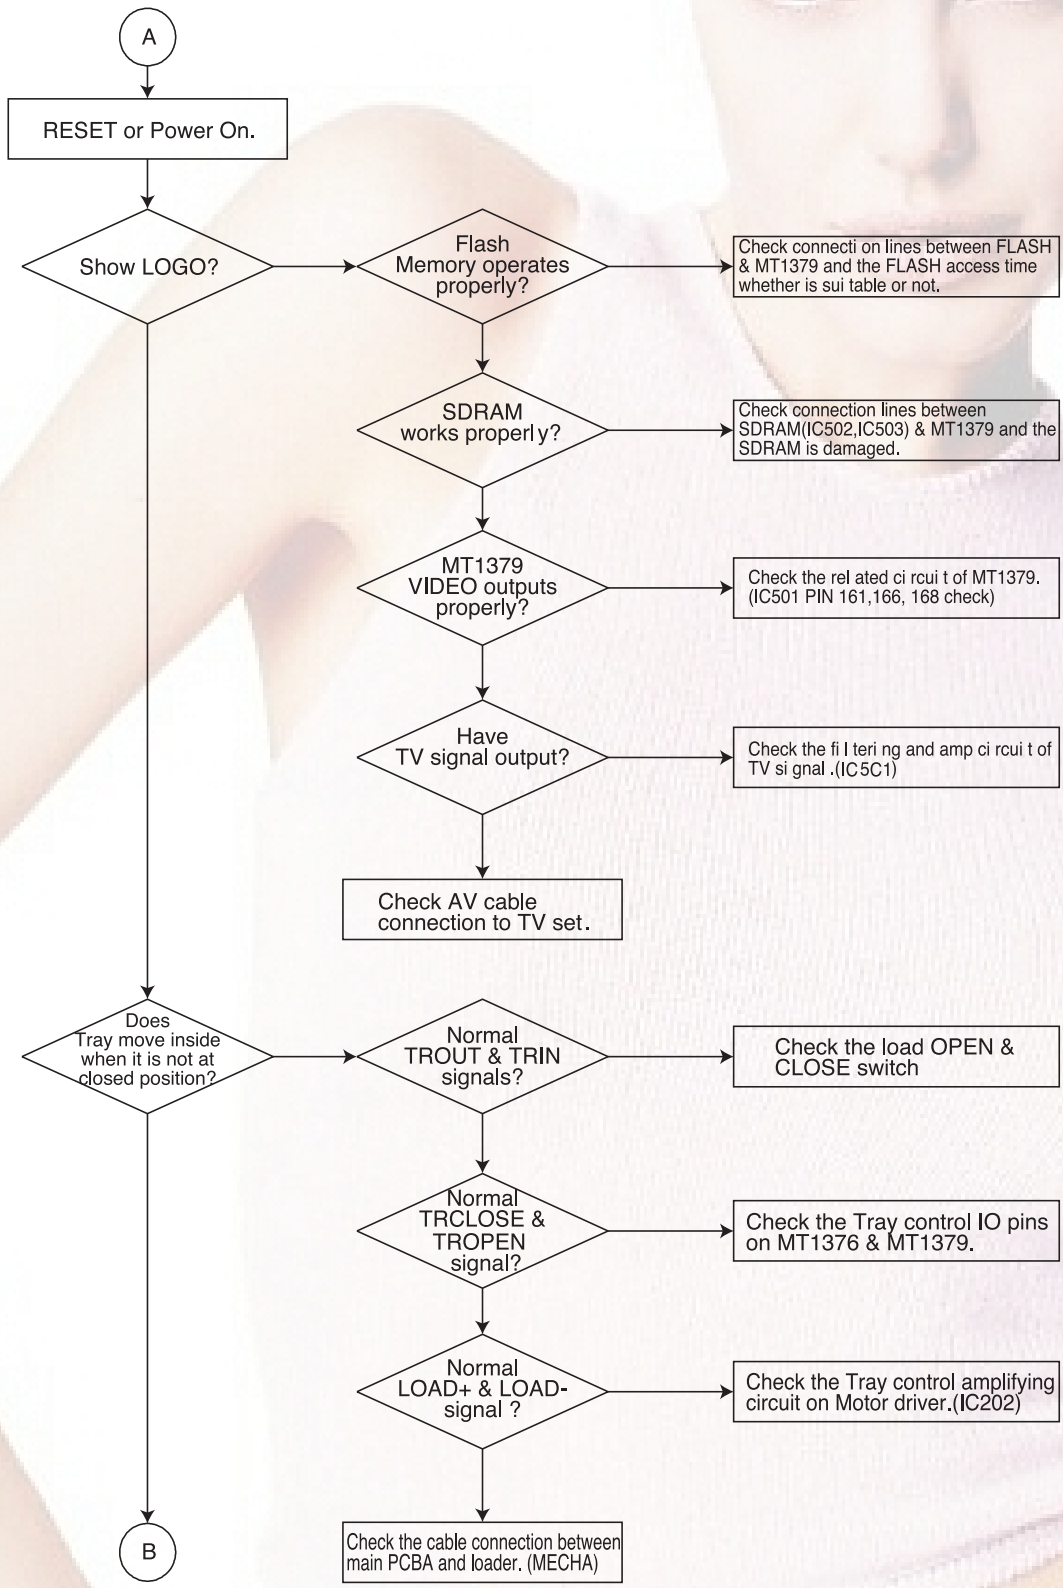 A
RESET or Power On.
Show LOGO?
Flash
Memory operates
properly?
Check connecti on lines between FLASH
& MT1379 and the FLASH access time
whether is sui table or not.
SDRAM
works properly?
Check connection lines between
SDRAM(IC502,IC503) & MT1379 and the
SDRAM is damaged.
MT1379
VIDEO outputs
properly?
Check the rel ated ci rcui t of MT1379.
(IC501 PIN 161,166, 168 check)
Have
TV signal output?
Check the fi l teri ng and amp ci rcui t of
TV si gnal .(IC5C1)
Check AV cable
connection to TV set.
Does
Tray move inside
when it is not at
closed position?
Normal
TROUT & TRIN
signals?
Check the load OPEN &
CLOSE switch
Normal
TRCLOSE &
TROPEN
signal?
Check the Tray control IO pins
on MT1376 & MT1379.
Normal
LOAD+ & LOAD-
signal ?
Check the Tray control amplifying
circuit on Motor driver.(IC202)
B
Check the cable connection between
main PCBA and loader. (MECHA)